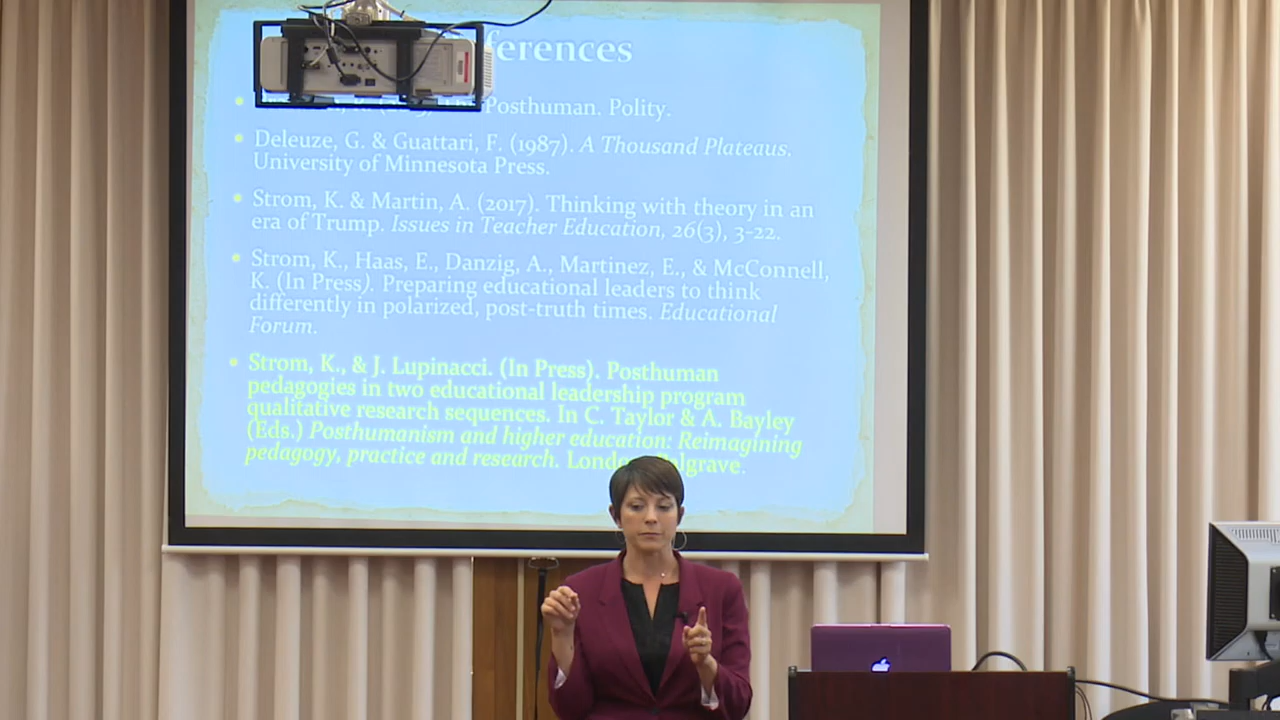 Posthuman. Polity.
Deleuze, G. & Guattari, F. (1987). A Thousand Plateaus.
University of Minnesota Press.
Strom, K. & Martin, A. (2017). Thinking with theory in an
era of Trump. Issues in Teacher Education, 26(3), 3-22.
Strom, K., Haas, E., Danzig, A., Martinez, E., & McConnell,
K. (In Press). Preparing educational leaders to think
differently in polarized, post-truth times. Educational
Forum.
Strom, K., & J. Lupinacci. (In Press). Posthuman
pedagogies in two educational leadership program
qualitative research sequences. In C. Taylor & A. Bayley
(Eds.) Posthumanism and higher education: Reimagining
pedagogy, practice and research.